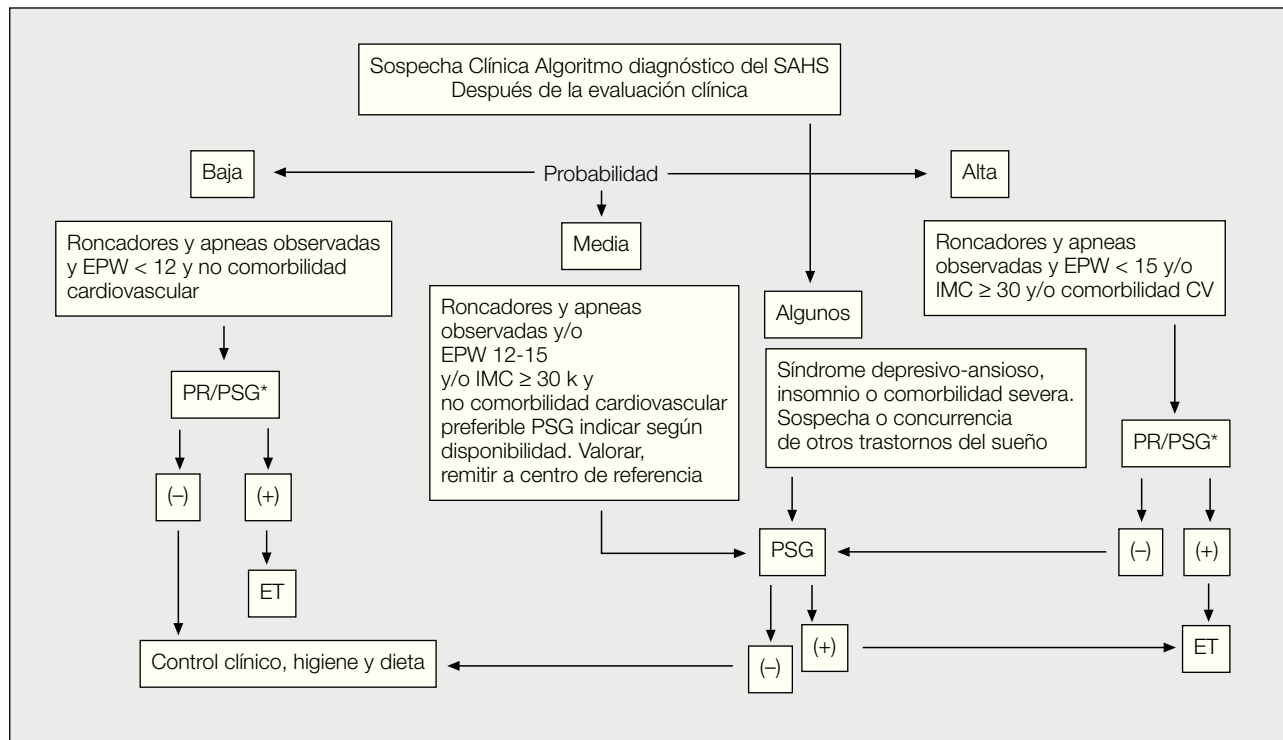 Sospecha Clínica Algoritmo diagnóstico del SAHS
Después de la evaluación clínica
Baja
Probabilidad
Alta
Roncadores y apneas observadas
y EPW < 12 y no comorbilidad
cardiovascular
Media
Roncadores y apneas
observadas y EPW < 15 y/o
IMC ≥ 30 y/o comorbilidad CV
Roncadores y apneas
observadas y/o
EPW 12-15
y/o IMC ≥ 30 k y
no comorbilidad cardiovascular
preferible PSG indicar según
disponibilidad. Valorar,
remitir a centro de referencia
Algunos
Síndrome depresivo-ansioso,
insomnio o comorbilidad severa.
Sospecha o concurrencia
de otros trastornos del sueño
PR/PSG*
PR/PSG*
(–)
(+)
PSG
(–)
(+)
ET
(–)
(+)
ET
Control clínico, higiene y dieta